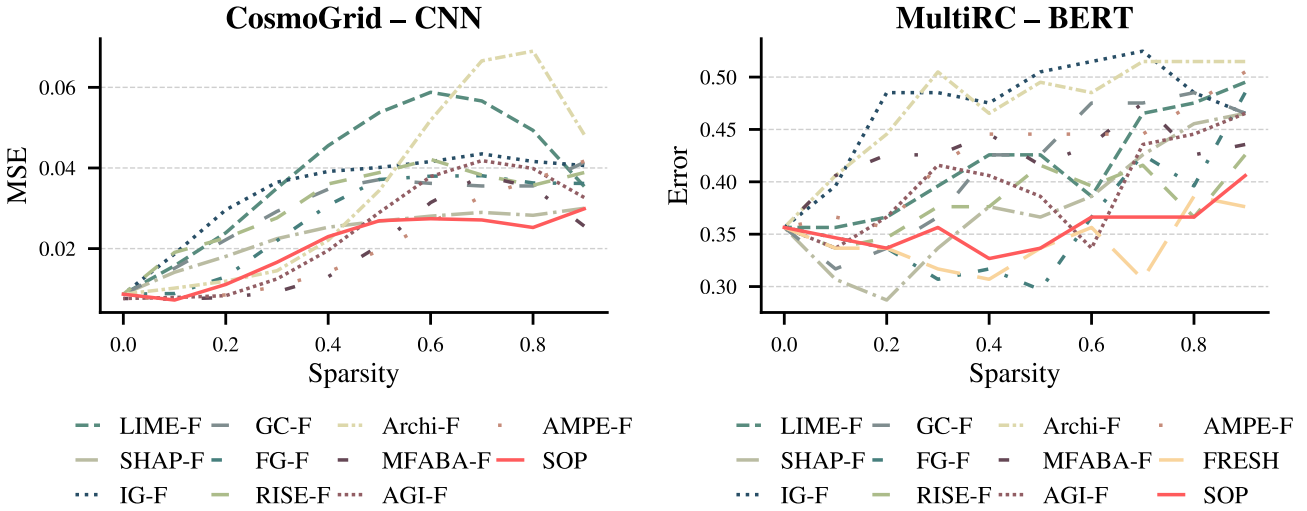 CosmoGrid – CNN
MSE
0.06
0.04
0.02
0.0 0.2 0.4 0.6 0.8
Sparsity
LIME-F GC-F Archi-F AMPE-F
SHAP-F FG-F MFABA-F SOP
IG-F RISE-F AGI-F
MultiRC – BERT
Error
0.50
0.45
0.40
0.35
0.30
0.0 0.2 0.4 0.6 0.8
Sparsity
LIME-F GC-F Archi-F AMPE-F
SHAP-F FG-F MFABA-F FRESH
IG-F RISE-F AGI-F SOP